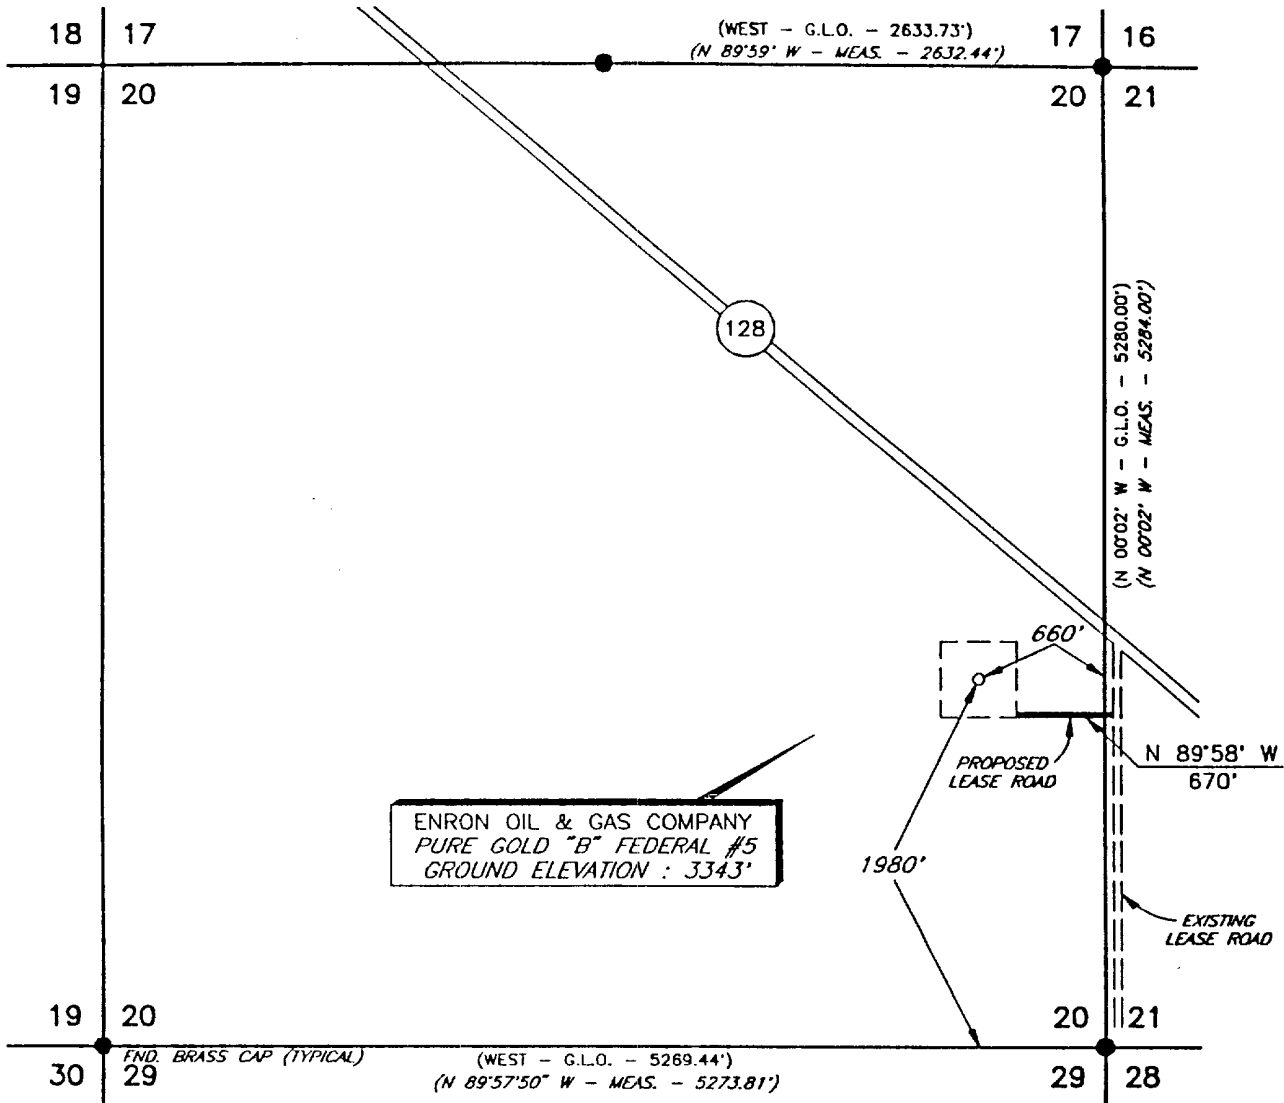 18 17
(WEST - G.L.O. - 2633.73')
(N 89°59' W - MEAS. - 2632.44')
17 16
19 20
20 21
128
(N 00°02' W - G.L.O. - 5280.00')
(N 00°02' W - MEAS. - 5284.00')
660'
PROPOSED
LEASE ROAD
N 89°58' W
670'
ENRON OIL & GAS COMPANY
PURE GOLD "B" FEDERAL #5
GROUND ELEVATION : 3343'
1980'
EXISTING
LEASE ROAD
19 20
20 21
FND. BRASS CAP (TYPICAL)
(WEST - G.L.O. - 5269.44')
(N 89°57'50" W - MEAS. - 5273.81')
30 29
29 28